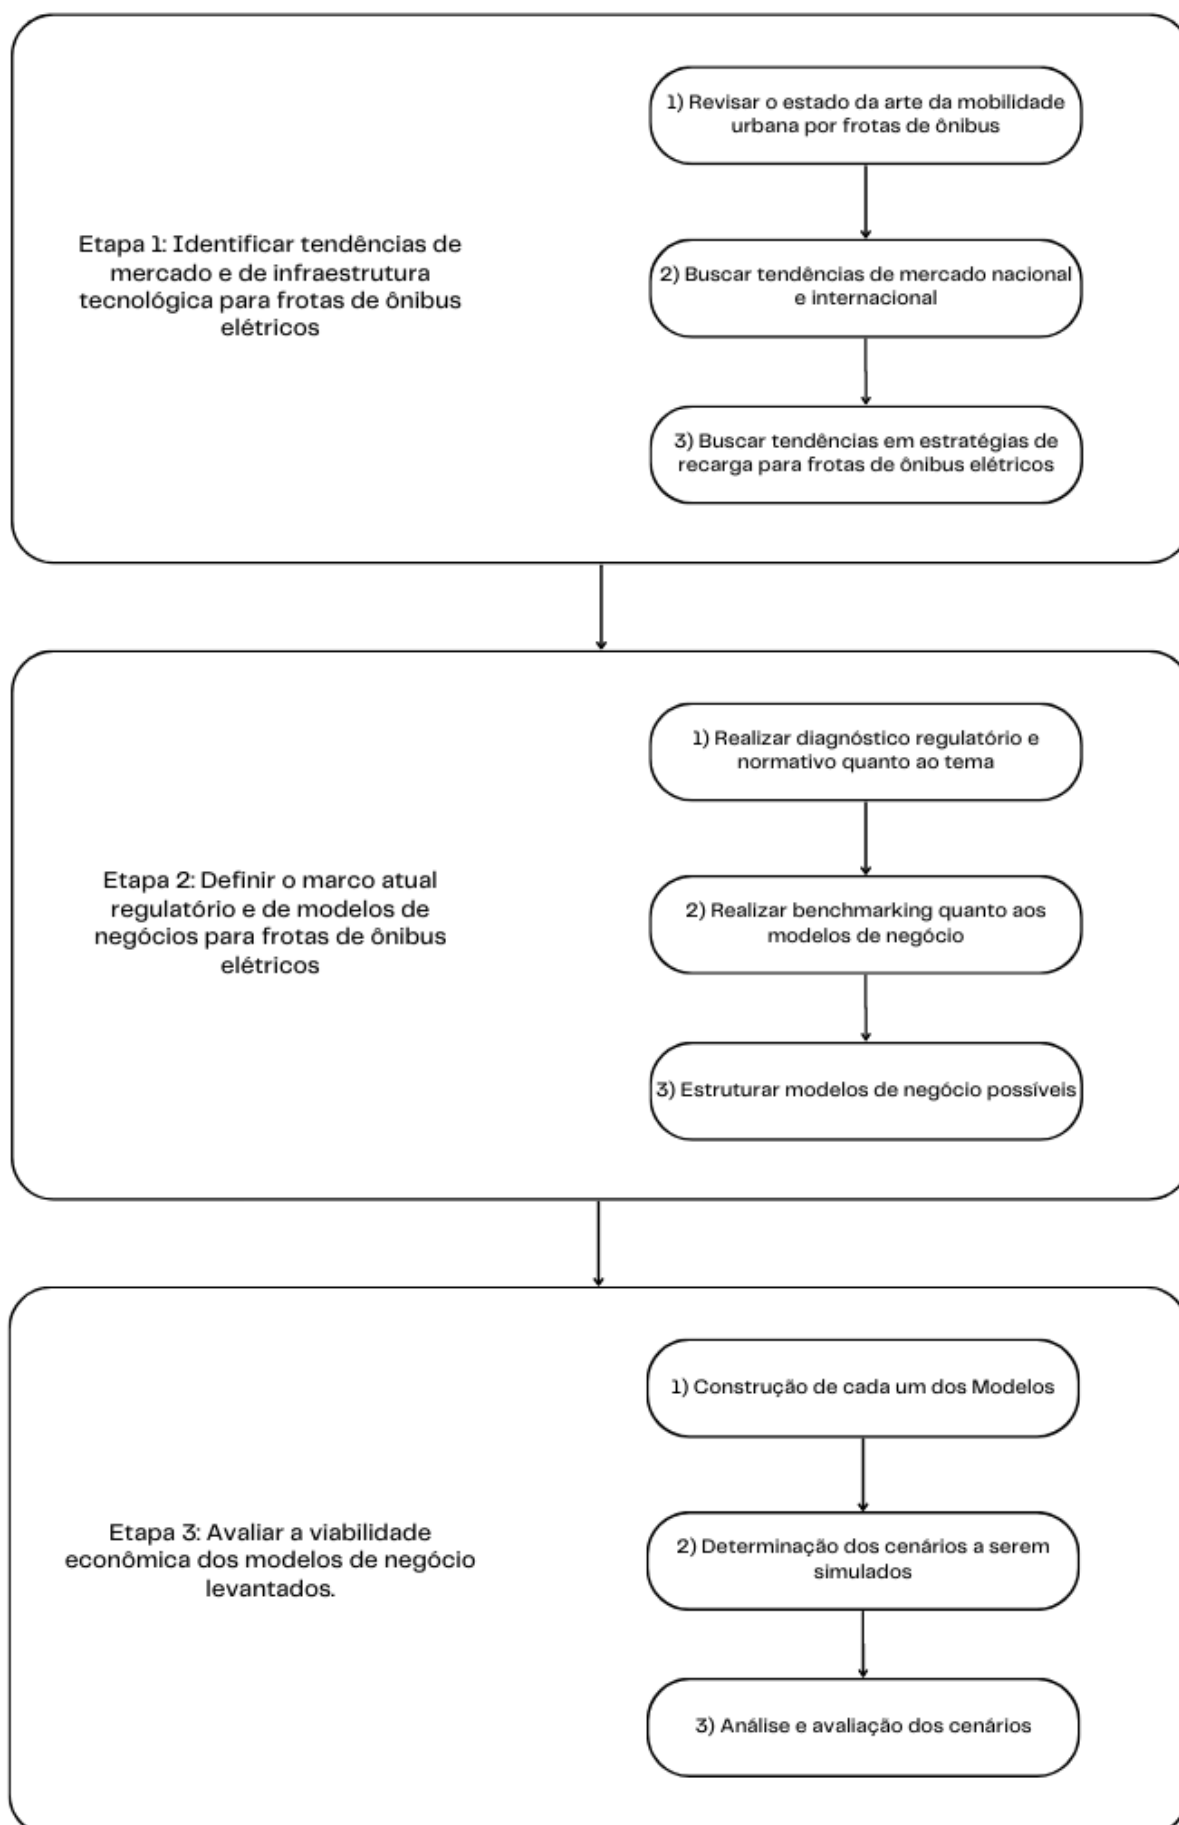 Etapa 1: Identificar tendências de
mercado e de infraestrutura
tecnológica para frotas de ônibus
elétricos
1) Revisar o estado da arte da mobilidade
urbana por frotas de ônibus
2) Buscar tendências de mercado nacional
e internacional
3) Buscar tendências em estratégias de
recarga para frotas de ônibus elétricos
Etapa 2: Definir o marco atual
regulatório e de modelos de
negócios para frotas de ônibus
elétricos
1) Realizar diagnóstico regulatório e
normativo quanto ao tema
2) Realizar benchmarking quanto aos
modelos de negócio
3) Estruturar modelos de negócio possíveis
Etapa 3: Avaliar a viabilidade
econômica dos modelos de negócio
levantados.
1) Construção de cada um dos Modelos
2) Determinação dos cenários a serem
simulados
3) Análise e avaliação dos cenários